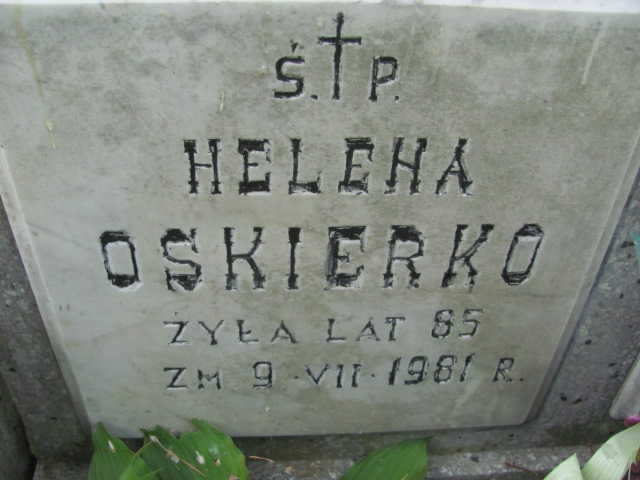 Ś.†P.
HELENA
OSKIERKO
ŻYŁA LAT 85
ZM 9·VII·1981 R.